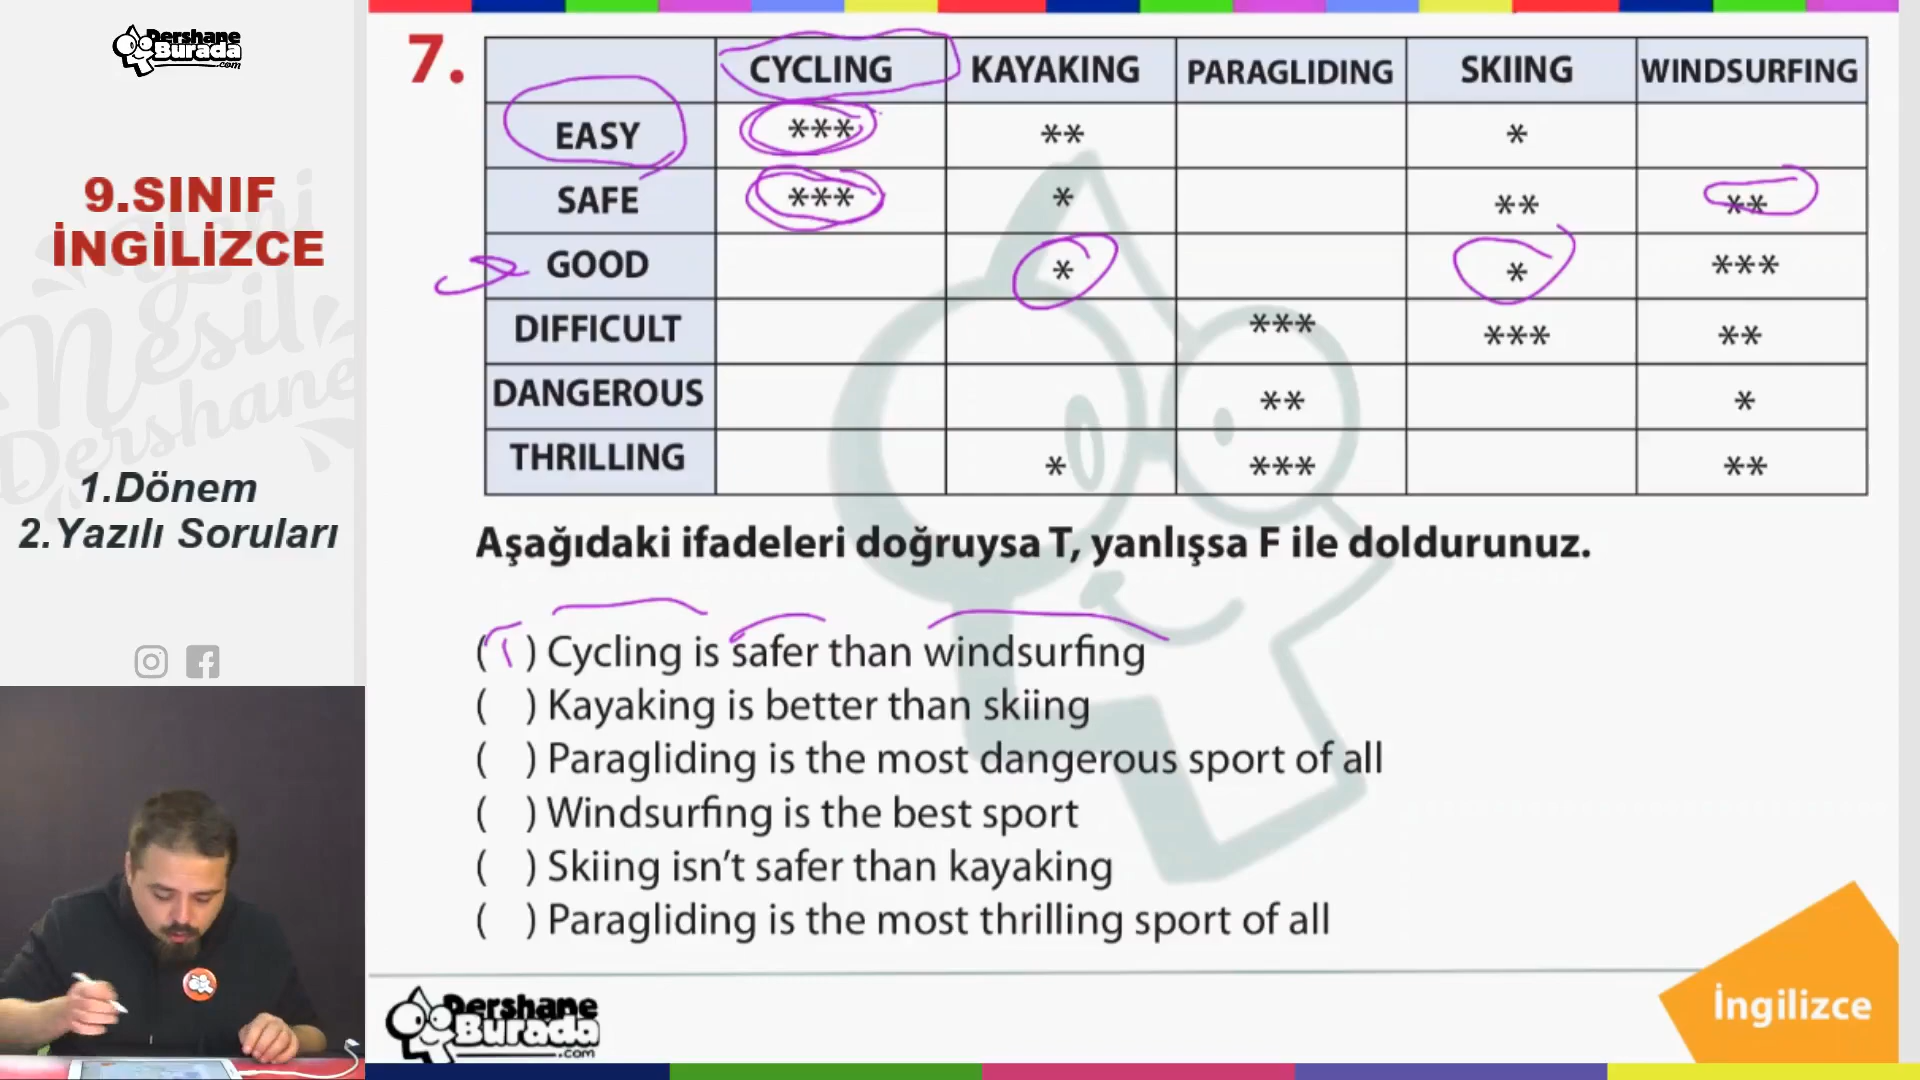 Dershane
Burada
.com
9.SINIF
İNGİLİZCE
Yeni
Nesil
Dershane
1.Dönem
2.Yazılı Soruları
7.
CYCLING KAYAKING PARAGLIDING SKIING WINDSURFING
EASY *** ** *
SAFE *** * ** **
GOOD * * ***
DIFFICULT *** *** **
DANGEROUS ** *
THRILLING * *** **
Aşağıdaki ifadeleri doğruysa T, yanlışsa F ile doldurunuz.
(T) Cycling is safer than windsurfing
( ) Kayaking is better than skiing
( ) Paragliding is the most dangerous sport of all
( ) Windsurfing is the best sport
( ) Skiing isn't safer than kayaking
( ) Paragliding is the most thrilling sport of all
Dershane
Burada
.com
İngilizce